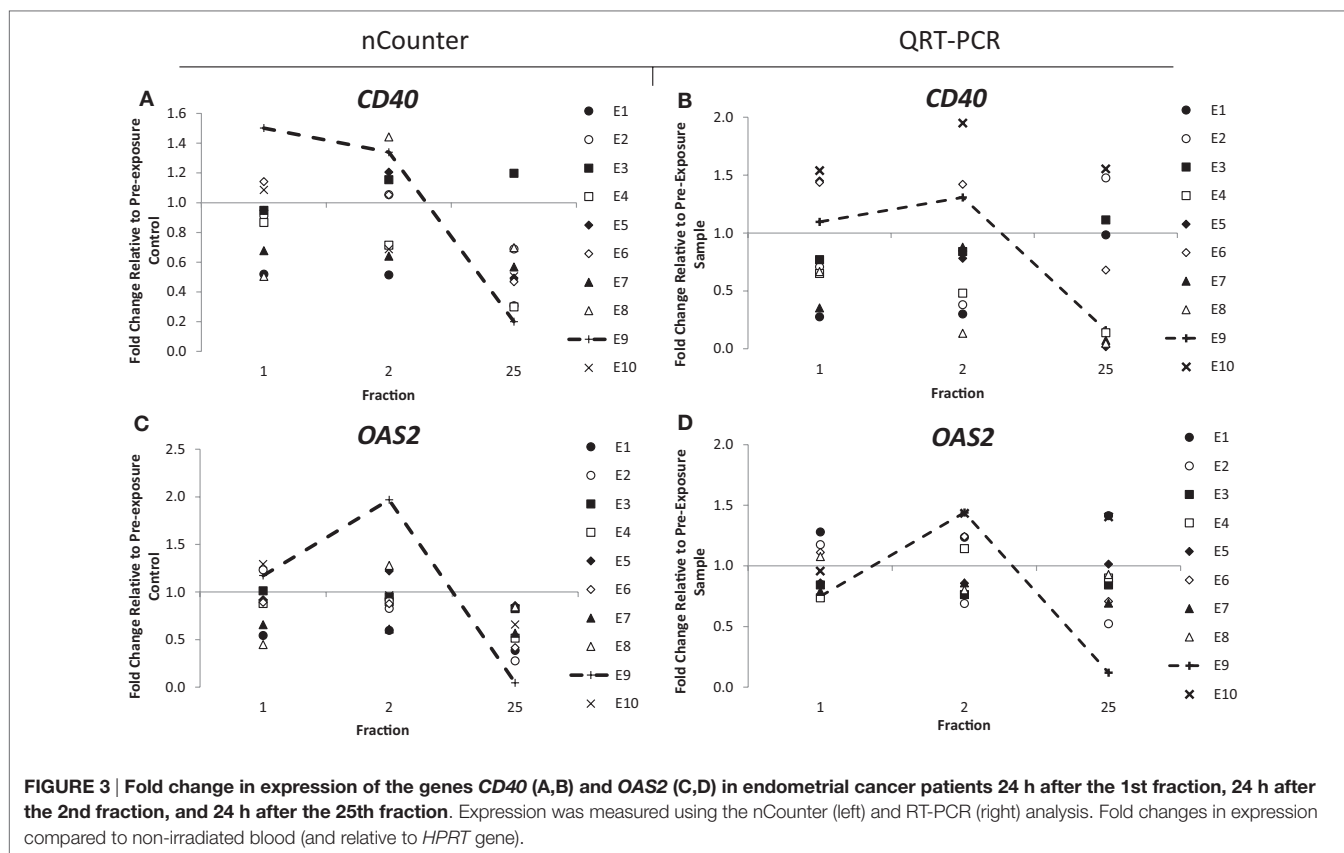 nCounter
QRT-PCR
A
CD40
Fold Change Relative to Pre-exposure
Control
1.6
1.4
1.2
1.0
0.8
0.6
0.4
0.2
0.0
1
2
25
Fraction
E1
E2
E3
E4
E5
E6
E7
E8
E9
E10
B
CD40
Fold Change Relative to Pre-Exposure
Sample
2.0
1.5
1.0
0.5
0.0
1
2
25
Fraction
E1
E2
E3
E4
E5
E6
E7
E8
E9
E10
C
OAS2
Fold Change Relative to Pre-exposure
Control
2.5
2.0
1.5
1.0
0.5
0.0
1
2
25
Fraction
E1
E2
E3
E4
E5
E6
E7
E8
E9
E10
D
OAS2
Fold Change Relative to Pre-Exposure
Sample
2.0
1.5
1.0
0.5
0.0
1
2
25
Fraction
E1
E2
E3
E4
E5
E6
E7
E8
E9
E10
FIGURE 3 | Fold change in expression of the genes CD40 (A,B) and OAS2 (C,D) in endometrial cancer patients 24 h after the 1st fraction, 24 h after
the 2nd fraction, and 24 h after the 25th fraction. Expression was measured using the nCounter (left) and RT-PCR (right) analysis. Fold changes in expression
compared to non-irradiated blood (and relative to HPRT gene).